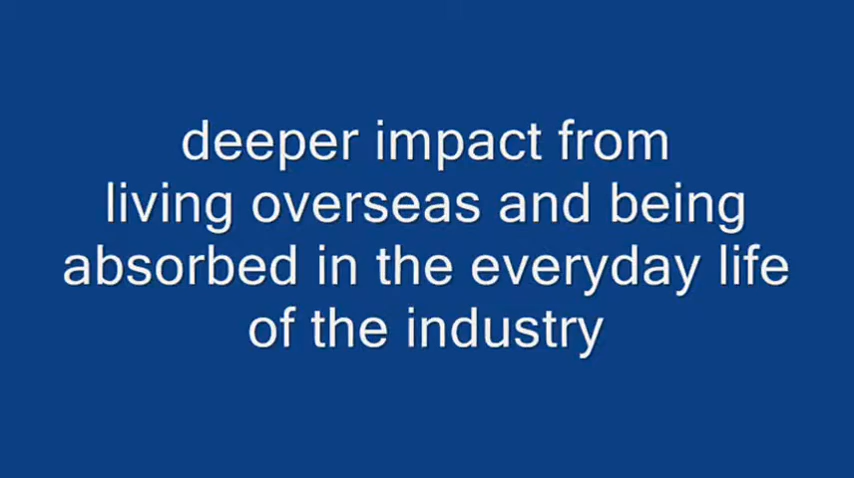 deeper impact from
living overseas and being
absorbed in the everyday life
of the industry